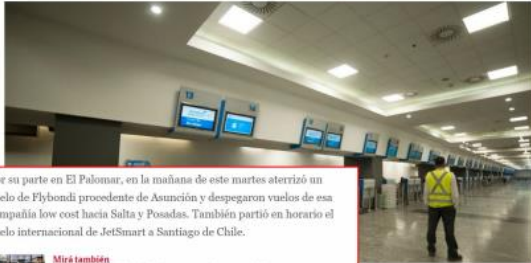 r su parte en El Palomar, en la mañana de este martes aterrizó un
elo de Flybondi procedente de Asunción y despegaron vuelos de esa
mpañía low cost hacia Salta y Posadas. También partió en horario el
elo internacional de JetSmart a Santiago de Chile.
Mirá también